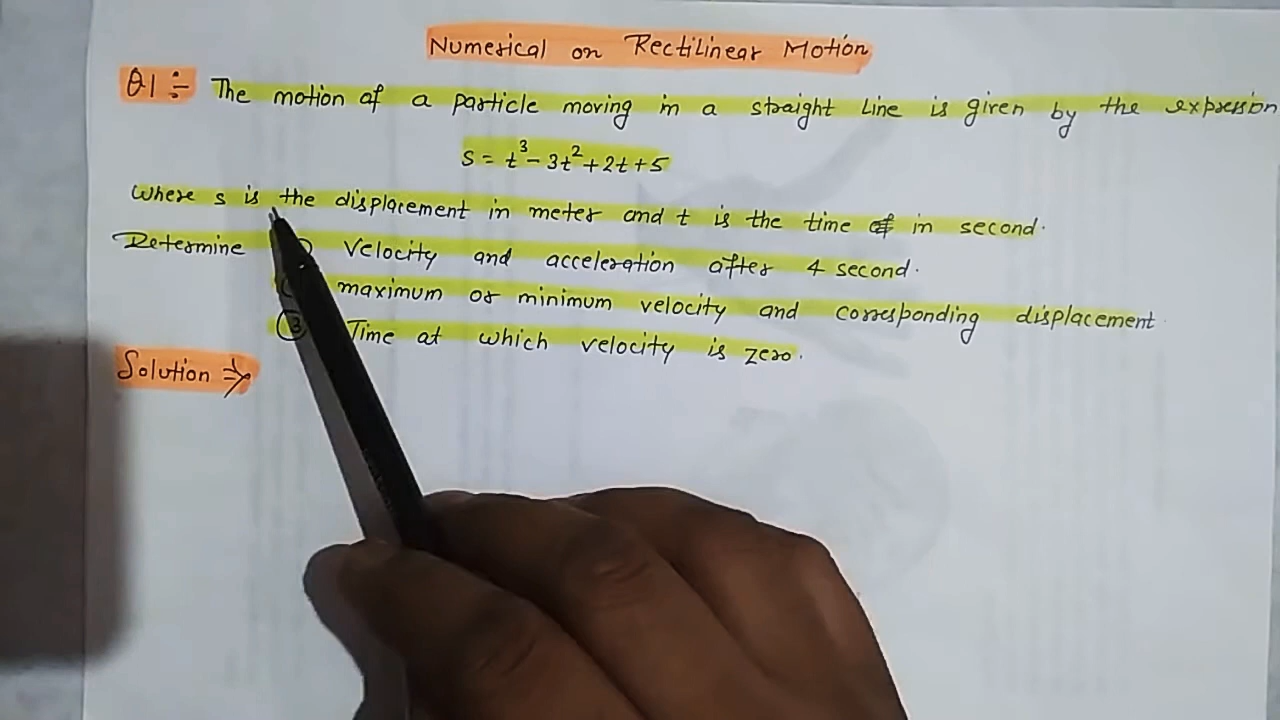 Numerical on Rectilinear Motion
Q1 ÷ The motion of a particle moving in a straight line is given by the expression
s = t³ - 3t² + 2t + 5
where s is the displacement in meter and t is the time in second.
Determine Velocity and acceleration after 4 second.
maximum or minimum velocity and corresponding displacement
③ Time at which velocity is zero.
Solution ⇒